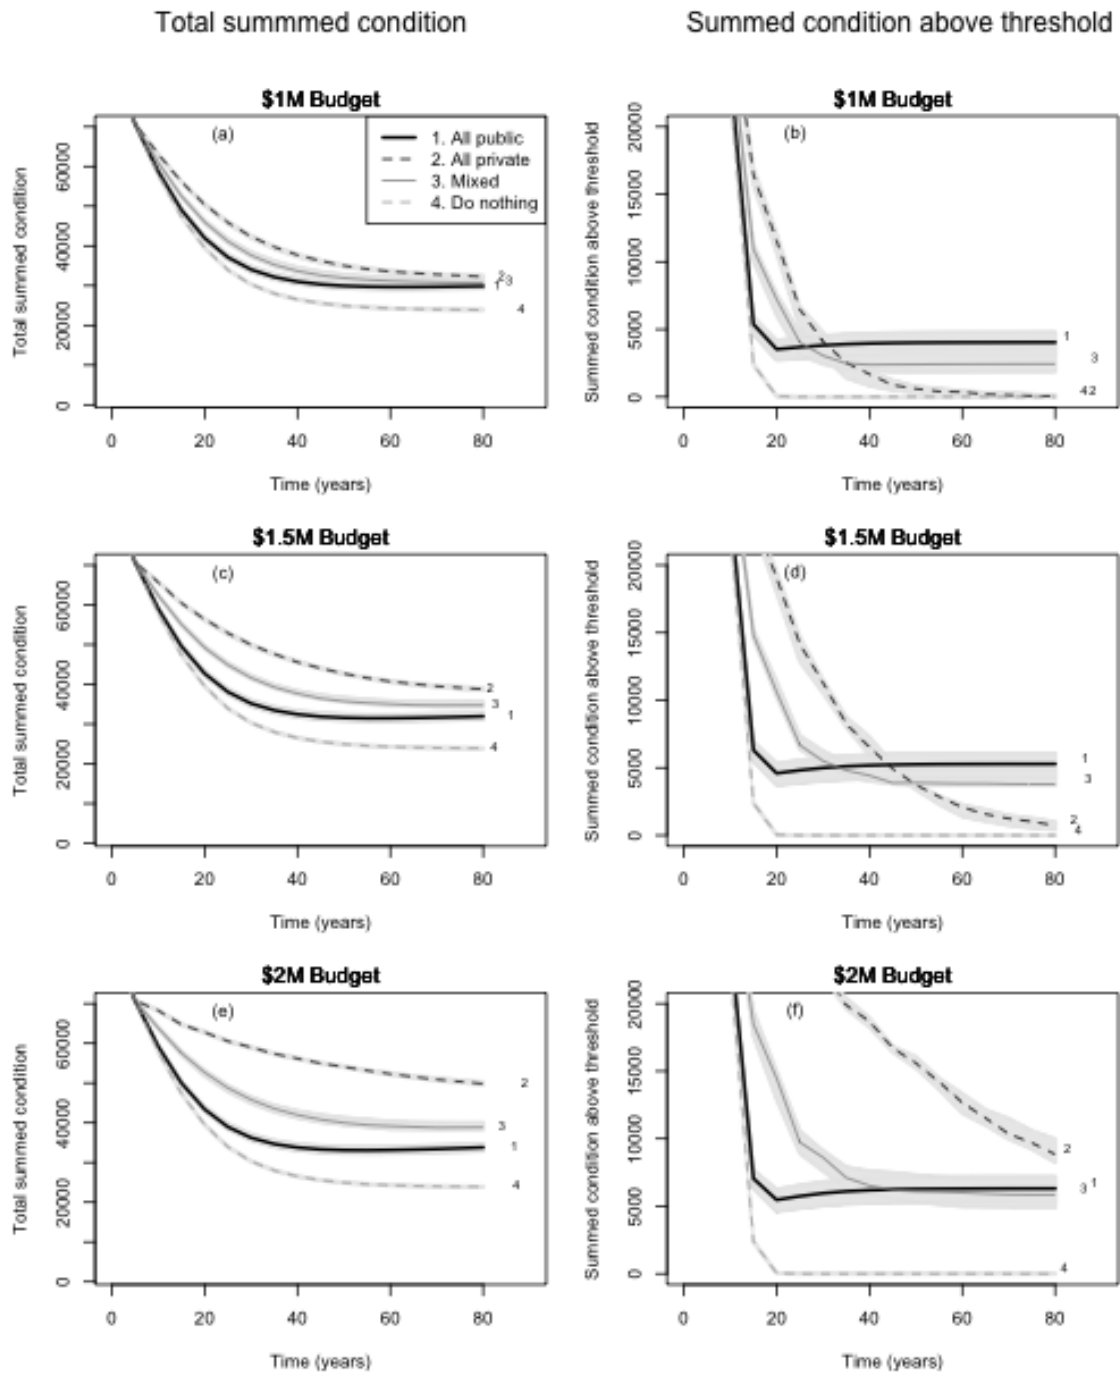 Total summmed condition
Summed condition above threshold
$1M Budget
(a)
1. All public
2. All private
3. Mixed
4. Do nothing
Total summed condition
0
20000
40000
60000
2
3
1
4
0 20 40 60 80
Time (years)
$1M Budget
(b)
Summed condition above threshold
0
5000
10000
15000
20000
1
3
42
0 20 40 60 80
Time (years)
$1.5M Budget
(c)
Total summed condition
0
20000
40000
60000
2
3
1
4
0 20 40 60 80
Time (years)
$1.5M Budget
(d)
Summed condition above threshold
0
5000
10000
15000
20000
1
3
2
4
0 20 40 60 80
Time (years)
$2M Budget
(e)
Total summed condition
0
20000
40000
60000
2
3
1
4
0 20 40 60 80
Time (years)
$2M Budget
(f)
Summed condition above threshold
0
5000
10000
15000
20000
2
3 1
4
0 20 40 60 80
Time (years)